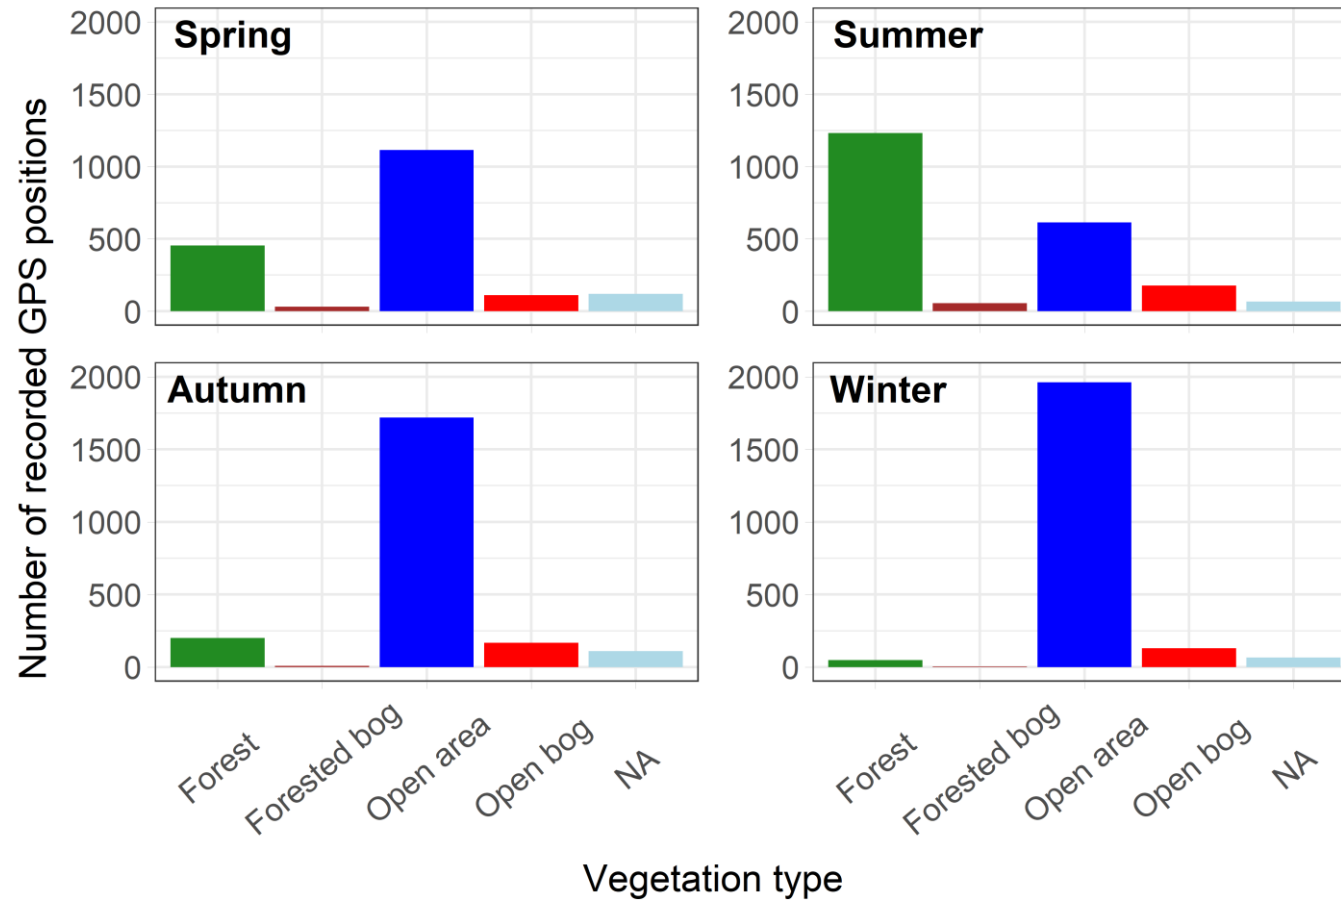 Number of recorded GPS positions
Spring
2000
1500
1000
500
0
Summer
2000
1500
1000
500
0
Autumn
2000
1500
1000
500
0
Winter
2000
1500
1000
500
0
Forest
Forested bog
Open area
Open bog
NA
Forest
Forested bog
Open area
Open bog
NA
Vegetation type